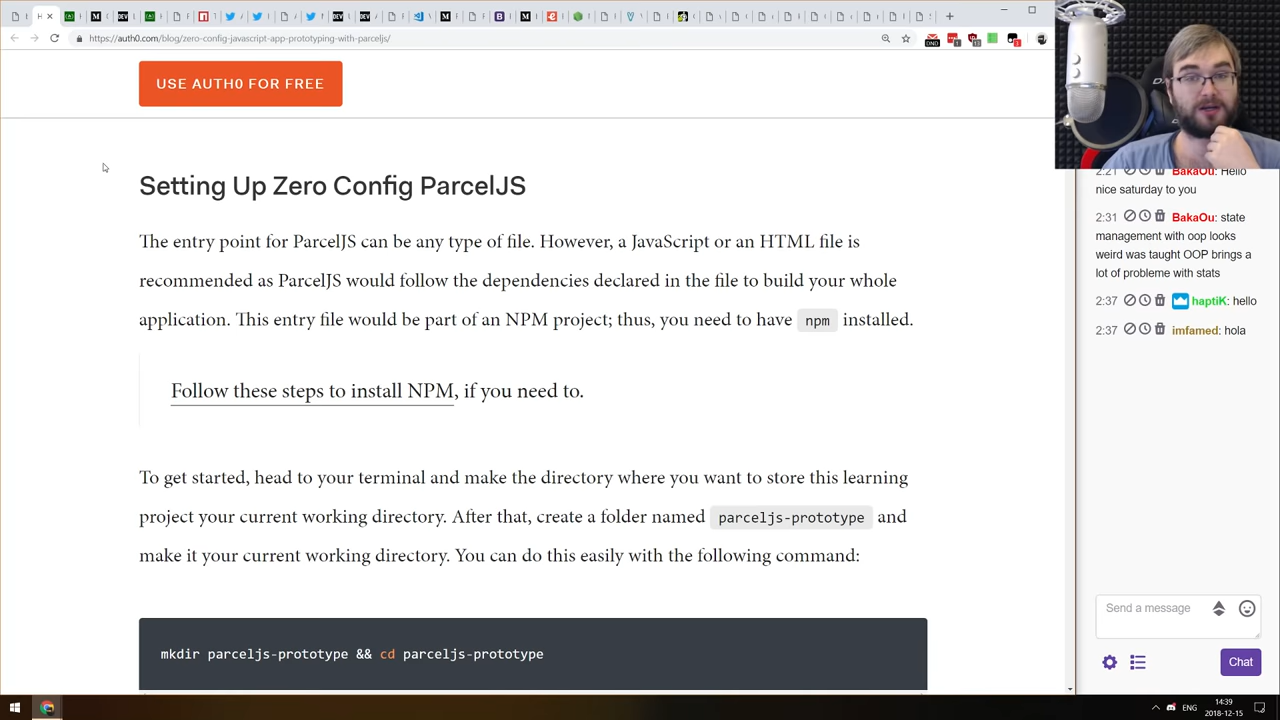 https://auth0.com/blog/zero-config-javascript-app-prototyping-with-parceljs/
USE AUTH0 FOR FREE
Setting Up Zero Config ParcelJS
The entry point for ParcelJS can be any type of file. However, a JavaScript or an HTML file is
recommended as ParcelJS would follow the dependencies declared in the file to build your whole
application. This entry file would be part of an NPM project; thus, you need to have npm installed.
Follow these steps to install NPM, if you need to.
To get started, head to your terminal and make the directory where you want to store this learning
project your current working directory. After that, create a folder named parceljs-prototype and
make it your current working directory. You can do this easily with the following command:
mkdir parceljs-prototype && cd parceljs-prototype
2:21 BakaOu: Hello
nice saturday to you
2:31 BakaOu: state
management with oop looks
weird was taught OOP brings a
lot of probleme with stats
2:37 haptiK: hello
2:37 imfamed: hola
Send a message
Chat
ENG
14:39
2018-12-15